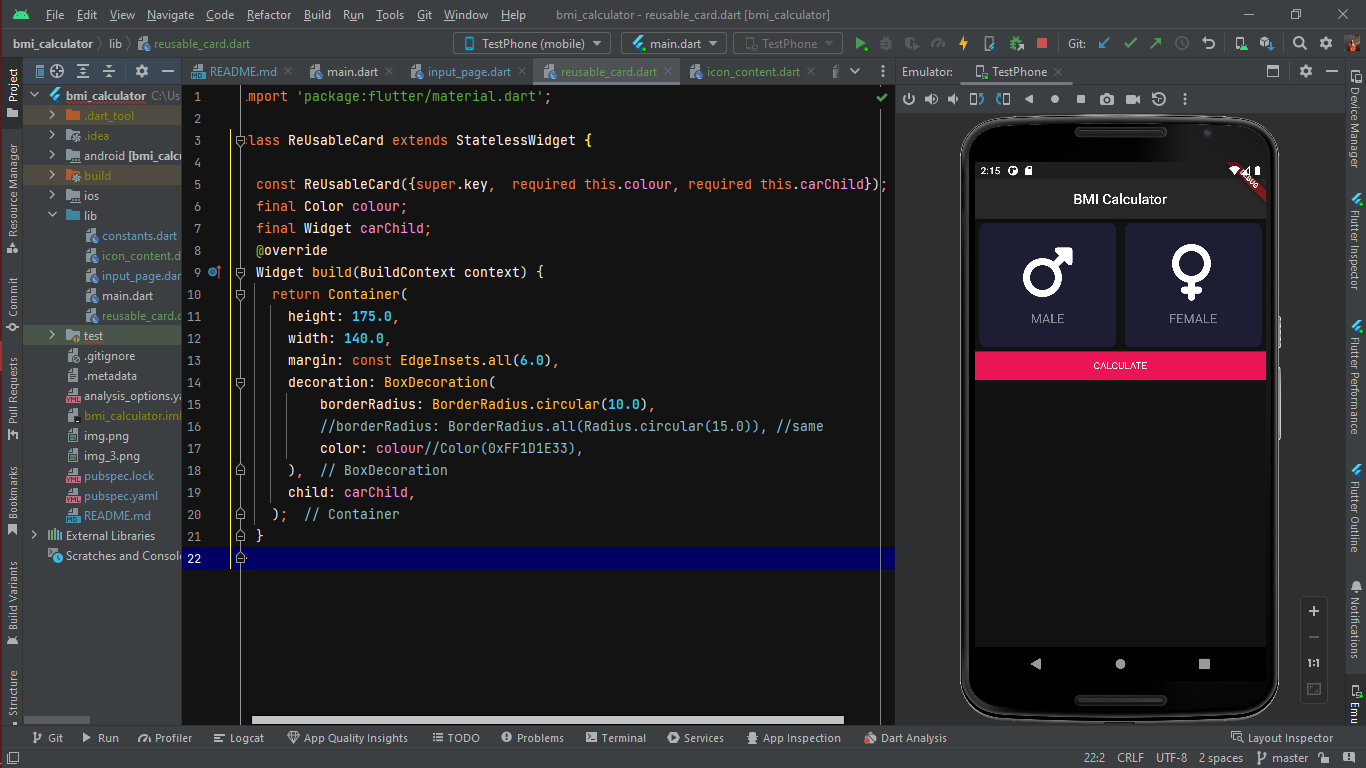 File Edit View Navigate Code Refactor Build Run Tools Git Window Help bmi_calculator - reusable_card.dart [bmi_calculator]
bmi_calculator lib reusable_card.dart TestPhone (mobile) main.dart TestPhone Git:
Project
Resource Manager
Commit
Pull Requests
Bookmarks
Build Variants
Structure
bmi_calculator C:\Us
.dart_tool
.idea
android [bmi_calcu
build
ios
lib
constants.dart
icon_content.d
input_page.dar
main.dart
reusable_card.c
test
.gitignore
.metadata
analysis_options.ya
bmi_calculator.iml
img.png
img_3.png
pubspec.lock
pubspec.yaml
README.md
External Libraries
Scratches and Consol
README.md main.dart input_page.dart reusable_card.dart icon_content.dart
1 import 'package:flutter/material.dart';
2
3 class ReUsableCard extends StatelessWidget {
4
5 const ReUsableCard({super.key, required this.colour, required this.carChild});
6 final Color colour;
7 final Widget carChild;
8 @override
9 Widget build(BuildContext context) {
10 return Container(
11 height: 175.0,
12 width: 140.0,
13 margin: const EdgeInsets.all(6.0),
14 decoration: BoxDecoration(
15 borderRadius: BorderRadius.circular(10.0),
16 //borderRadius: BorderRadius.all(Radius.circular(15.0)), //same
17 color: colour//Color(0xFF1D1E33),
18 ), // BoxDecoration
19 child: carChild,
20 ); // Container
21 }
22
Emulator: TestPhone
2:15
DEBUG
BMI Calculator
MALE FEMALE
CALCULATE
1:1
Device Manager
Flutter Inspector
Flutter Performance
Flutter Outline
Notifications
Emu
Git Run Profiler Logcat App Quality Insights TODO Problems Terminal Services App Inspection Dart Analysis Layout Inspector
22:2 CRLF UTF-8 2 spaces master